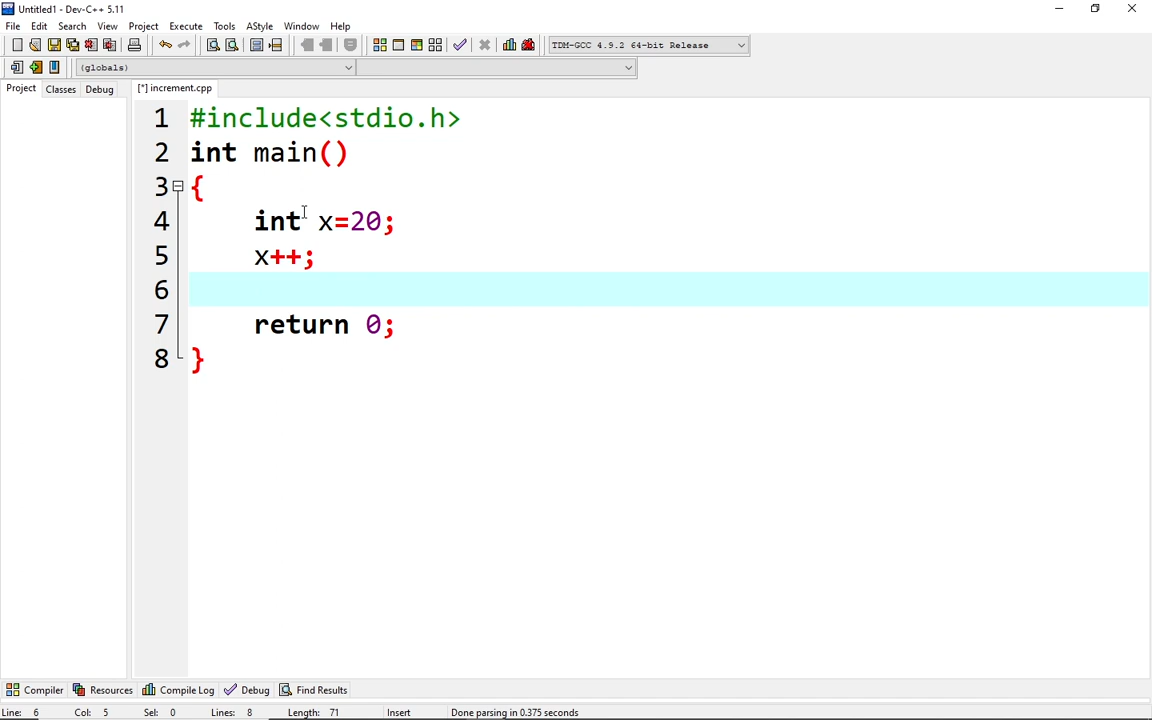 Untitled1 - Dev-C++ 5.11
File Edit Search View Project Execute Tools AStyle Window Help
TDM-GCC 4.9.2 64-bit Release
(globals)
Project Classes Debug [*] increment.cpp
1 #include<stdio.h>
2 int main()
3 {
4 int x=20;
5 x++;
6
7 return 0;
8 }
Compiler Resources Compile Log Debug Find Results
Line: 6 Col: 5 Sel: 0 Lines: 8 Length: 71 Insert Done parsing in 0.375 seconds